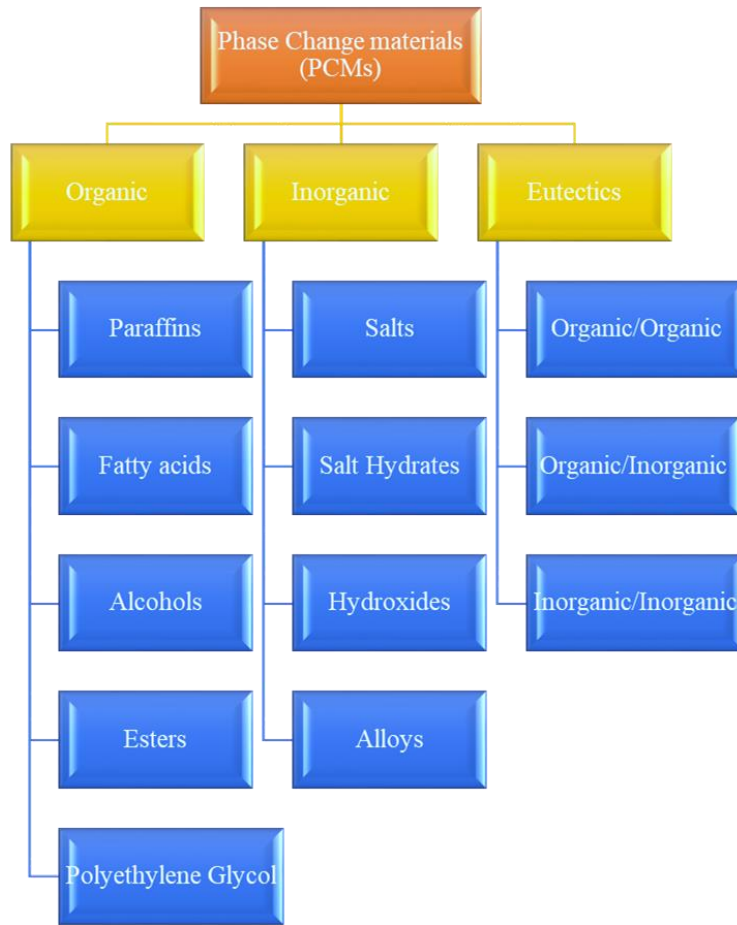 Phase Change materials
(PCMs)
Organic
Inorganic
Eutectics
Paraffins
Salts
Organic/Organic
Fatty acids
Salt Hydrates
Organic/Inorganic
Alcohols
Hydroxides
Inorganic/Inorganic
Esters
Alloys
Polyethylene Glycol